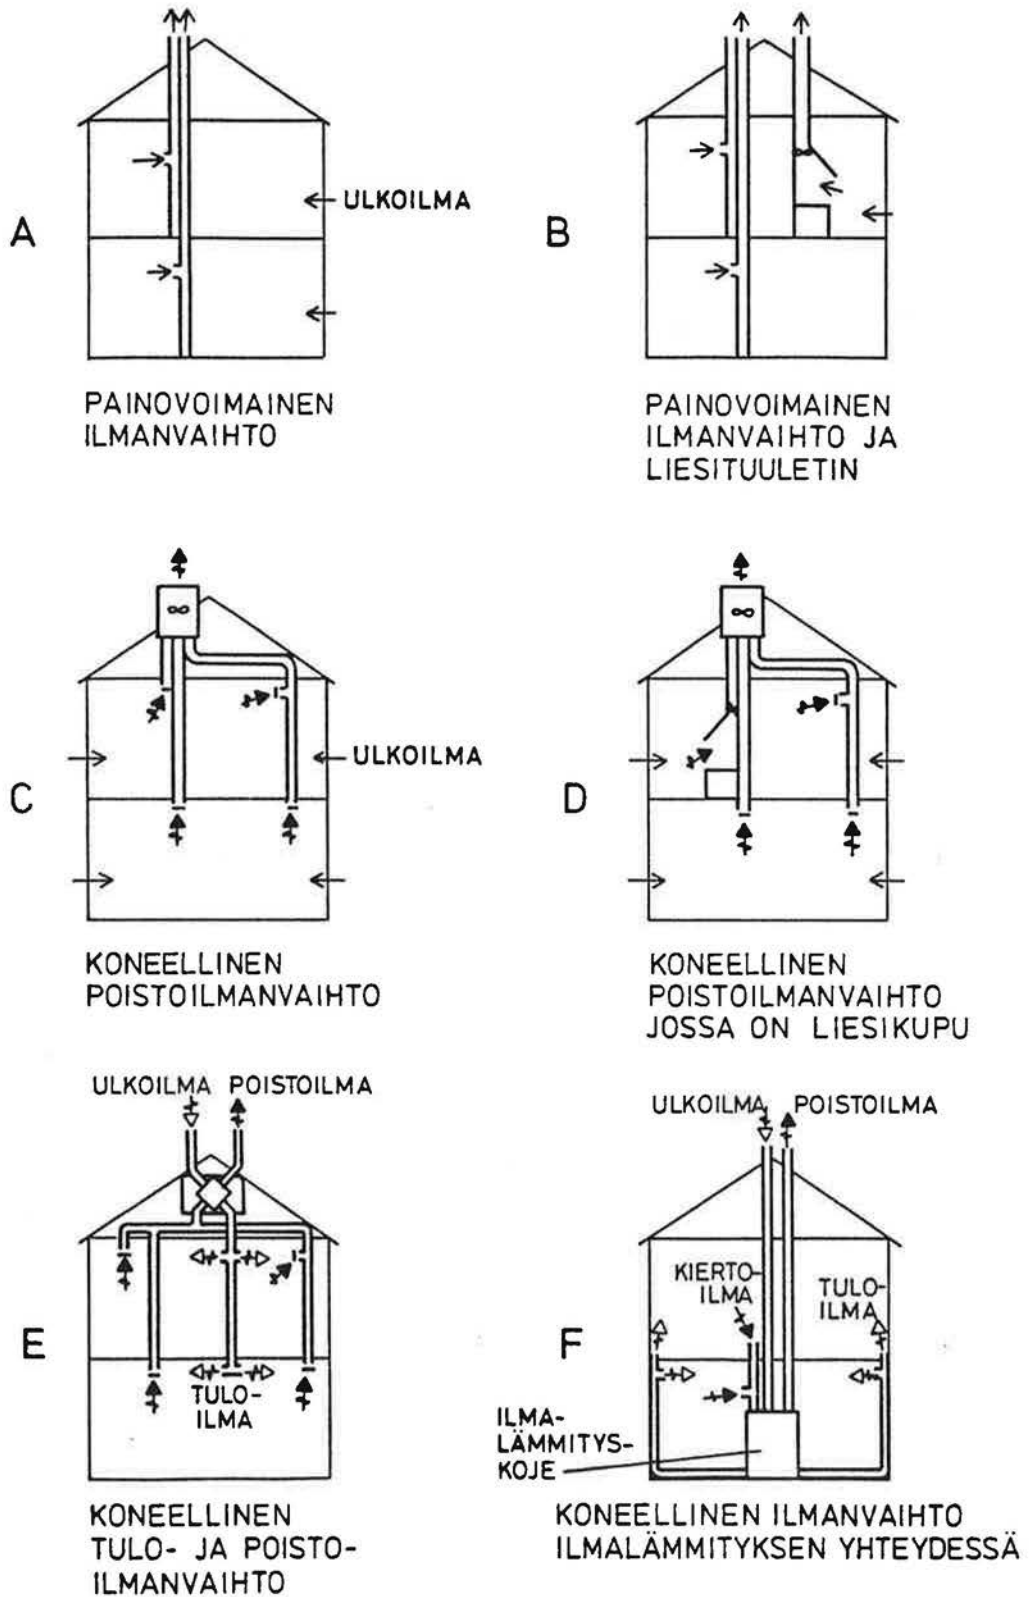 A
ULKOILMA
PAINOVOIMAINEN
ILMANVAIHTO
B
PAINOVOIMAINEN
ILMANVAIHTO JA
LIESITUULETIN
C
ULKOILMA
KONEELLINEN
POISTOILMANVAIHTO
D
KONEELLINEN
POISTOILMANVAIHTO
JOSSA ON LIESIKUPU
ULKOILMA POISTOILMA
E
TULO-
ILMA
KONEELLINEN
TULO- JA POISTO-
ILMANVAIHTO
ULKOILMA POISTOILMA
KIERTO-
ILMA
TULO-
ILMA
F
ILMA-
LÄMMITYS-
KOJE
KONEELLINEN ILMANVAIHTO
ILMALÄMMITYKSEN YHTEYDESSÄ